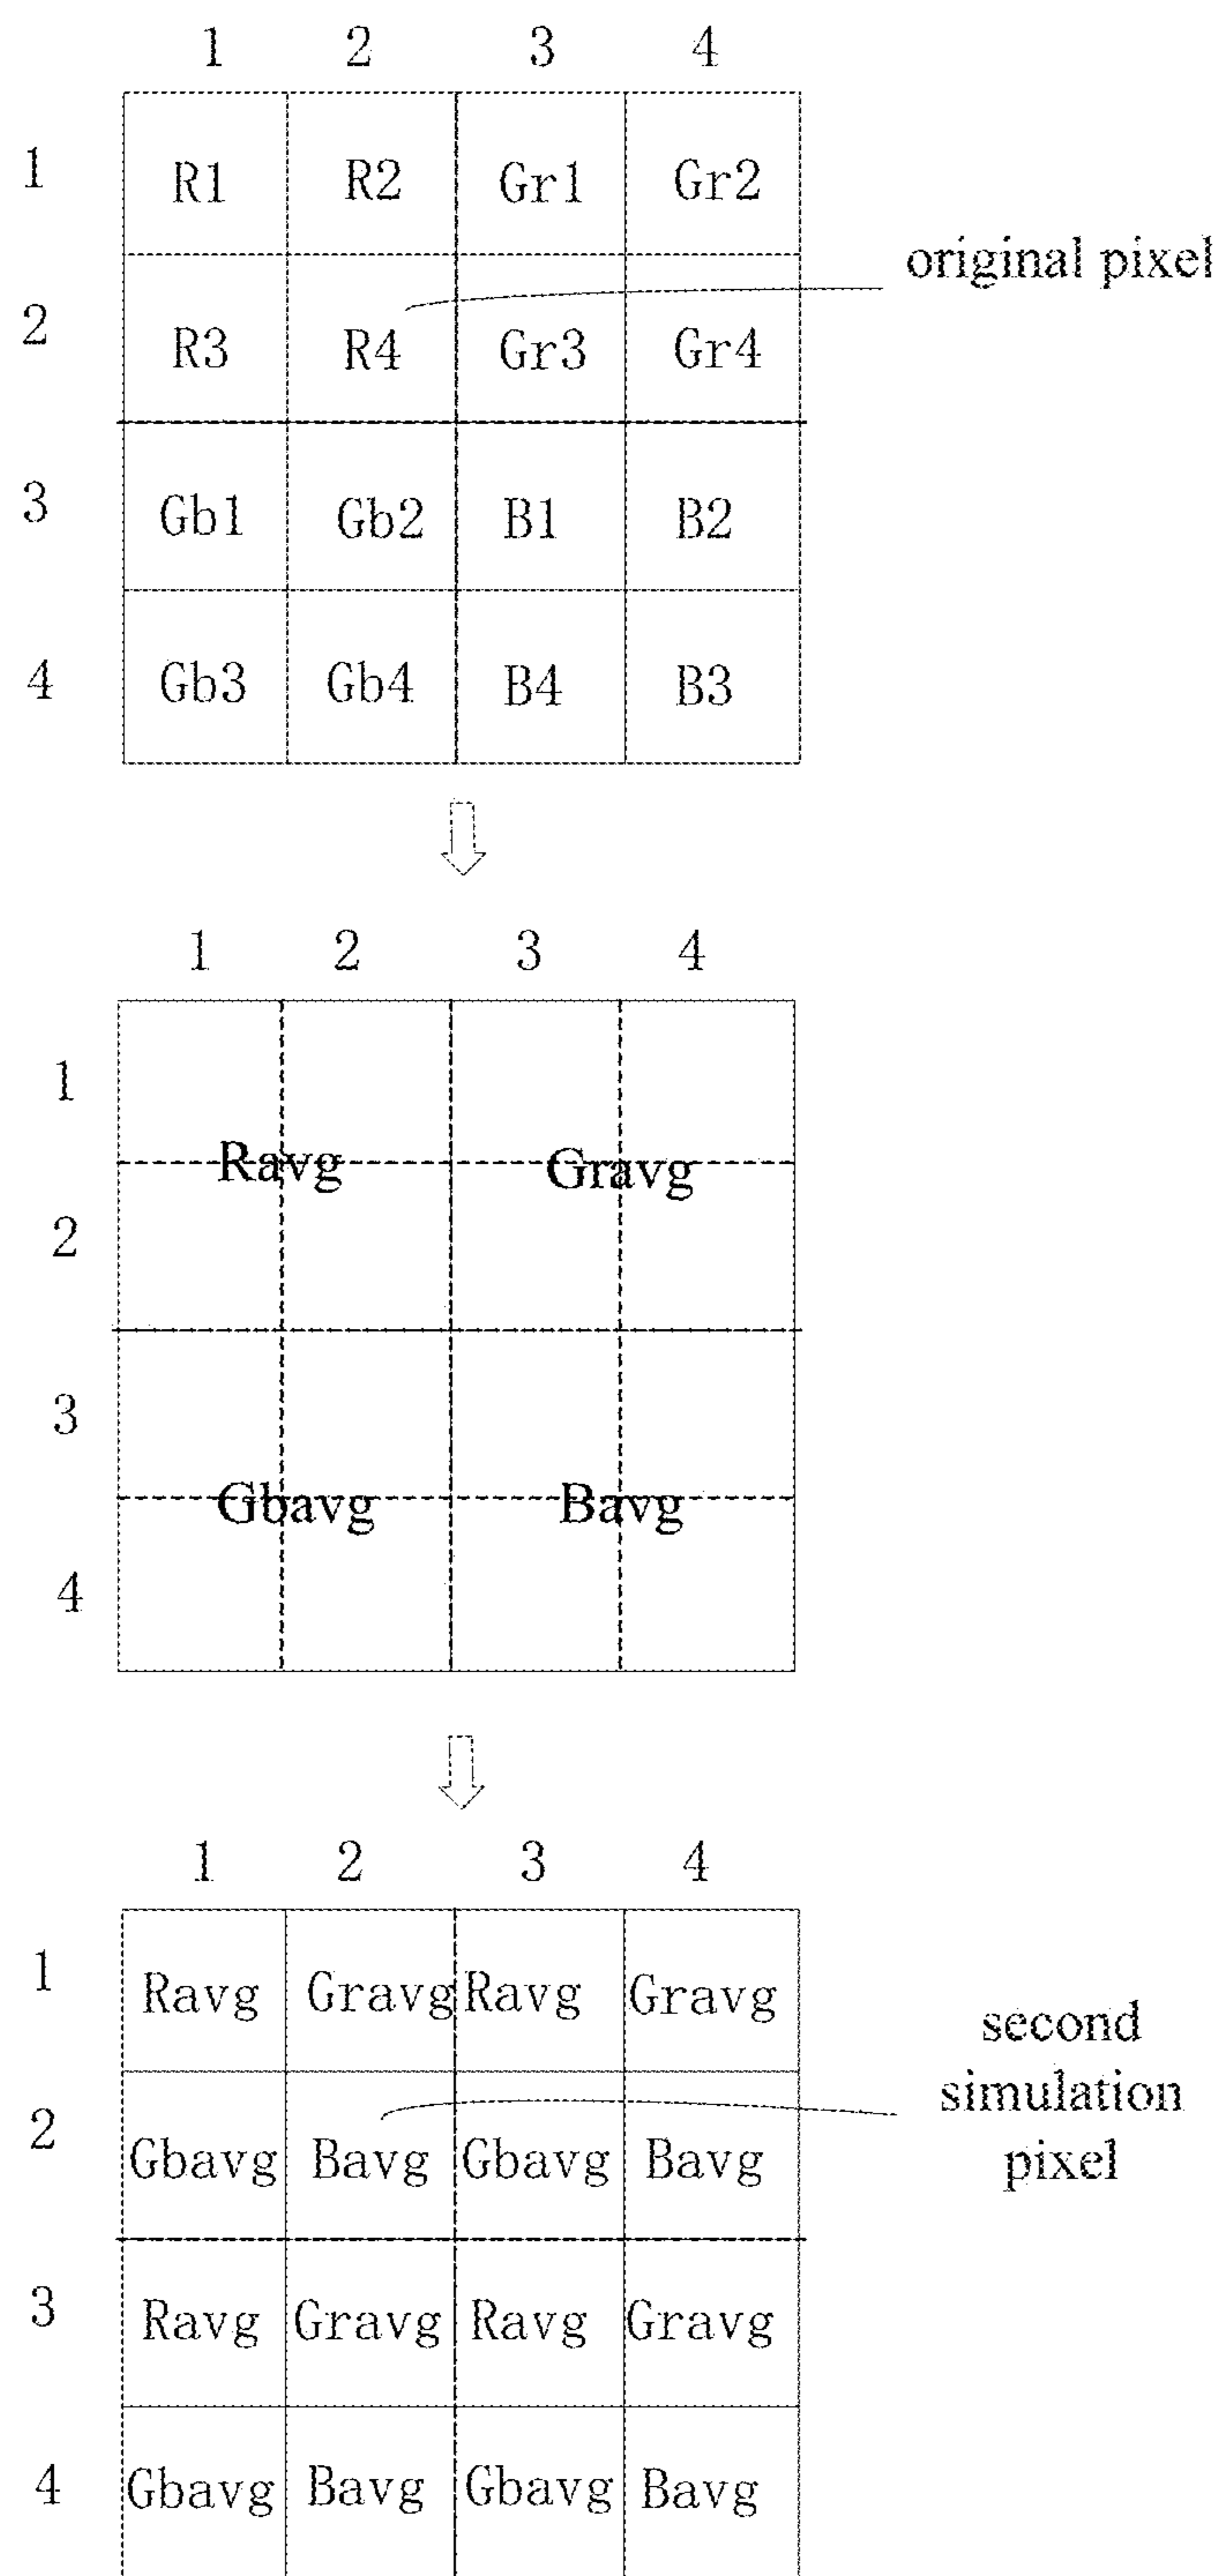 1 2 3 4
1 R1 R2 Gr1 Gr2
original pixel
2 R3 R4 Gr3 Gr4
3 Gb1 Gb2 B1 B2
4 Gb3 Gb4 B4 B3
1 2 3 4
1
Ravg Gravg
2
3
Gbavg Bavg
4
1 2 3 4
1 Ravg Gravg Ravg Gravg
second
simulation
pixel
2 Gbavg Bavg Gbavg Bavg
3 Ravg Gravg Ravg Gravg
4 Gbavg Bavg Gbavg Bavg